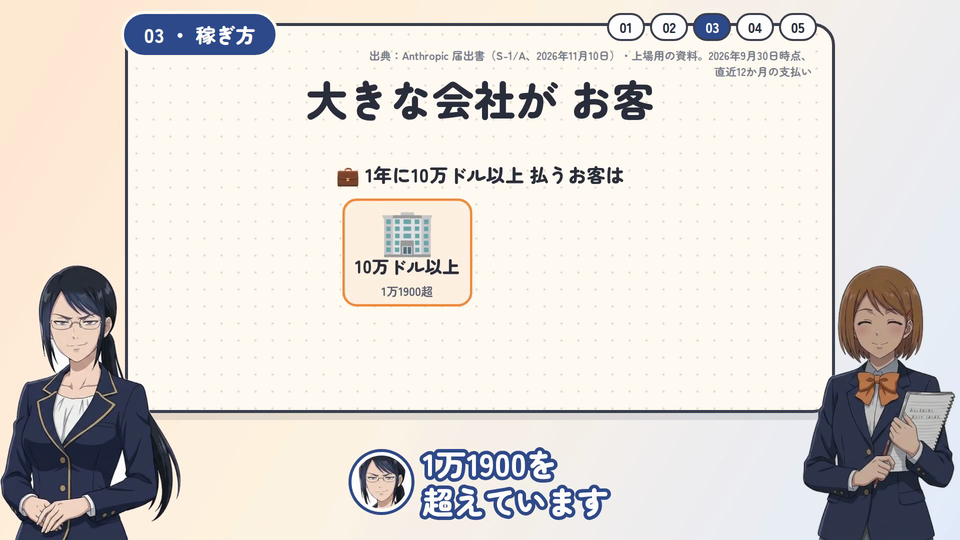 03 ・ 稼ぎ方
01 02 03 04 05
出典：Anthropic 届出書（S-1/A、2026年11月10日）・上場用の資料。2026年9月30日時点、
直近12か月の支払い
大きな会社が お客
1年に10万ドル以上 払うお客は
10万ドル以上
1万1900超
1万1900を
超えています